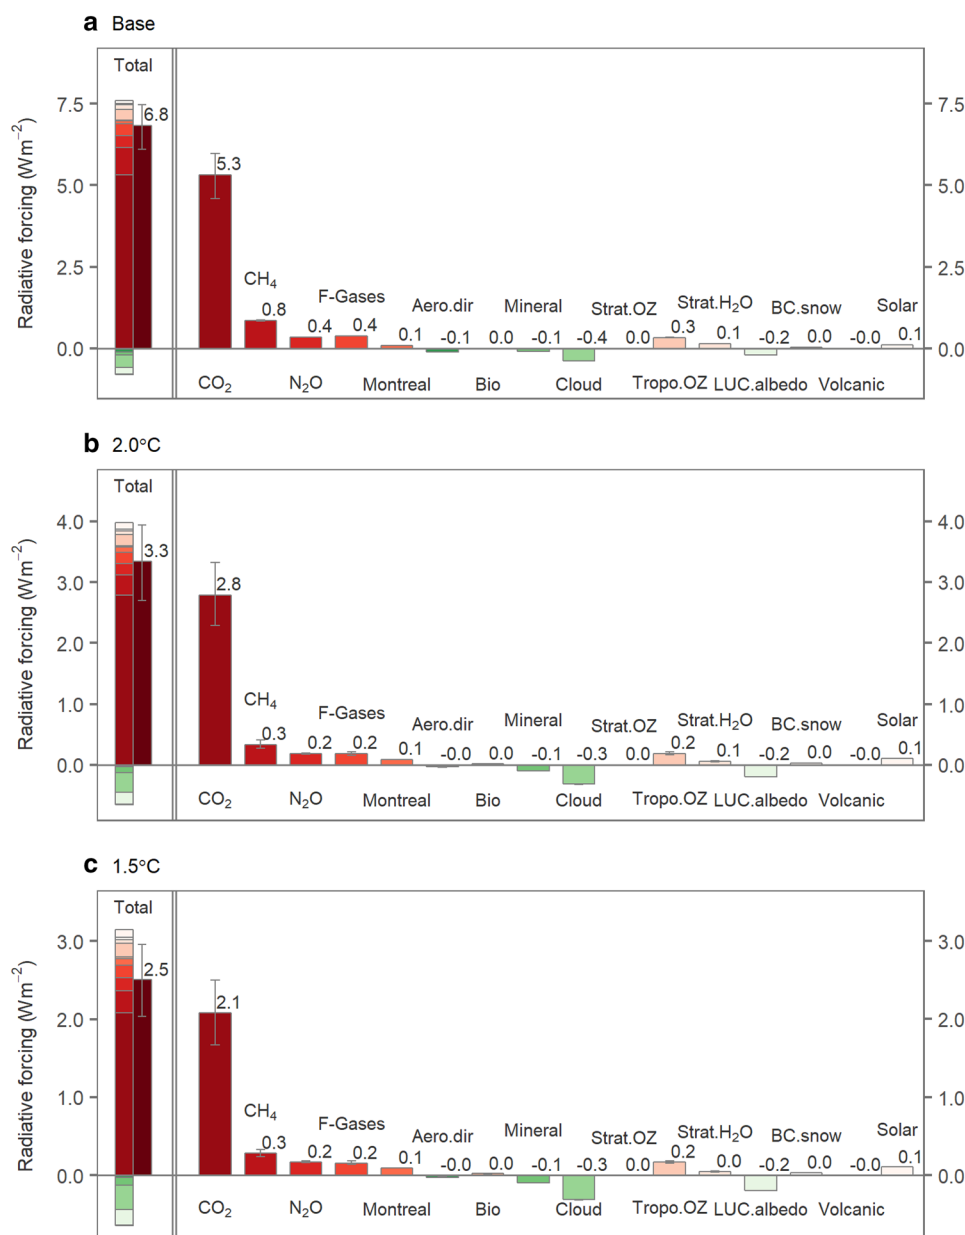 a Base
Total
Radiative forcing (Wm⁻²)
7.5
5.0
2.5
0.0
6.8
5.3
CH₄
0.8
0.4
F-Gases
0.4
0.1
Aero.dir
-0.1
0.0
Mineral
-0.1
-0.4
Strat.OZ
0.0
0.3
Strat.H₂O
0.1
-0.2
BC.snow
0.0
-0.0
Solar
0.1
7.5
5.0
2.5
0.0
CO₂ N₂O Montreal Bio Cloud Tropo.OZ LUC.albedo Volcanic
b 2.0°C
Total
Radiative forcing (Wm⁻²)
4.0
3.0
2.0
1.0
0.0
3.3
2.8
CH₄
0.3
0.2
F-Gases
0.2
0.1
Aero.dir
-0.0
0.0
Mineral
-0.1
-0.3
Strat.OZ
0.0
0.2
Strat.H₂O
0.1
-0.2
BC.snow
0.0
-0.0
Solar
0.1
4.0
3.0
2.0
1.0
0.0
CO₂ N₂O Montreal Bio Cloud Tropo.OZ LUC.albedo Volcanic
c 1.5°C
Total
Radiative forcing (Wm⁻²)
3.0
2.0
1.0
0.0
2.5
2.1
CH₄
0.3
0.2
F-Gases
0.2
0.1
Aero.dir
-0.0
0.0
Mineral
-0.1
-0.3
Strat.OZ
0.0
0.2
Strat.H₂O
0.0
-0.2
BC.snow
0.0
-0.0
Solar
0.1
3.0
2.0
1.0
0.0
CO₂ N₂O Montreal Bio Cloud Tropo.OZ LUC.albedo Volcanic